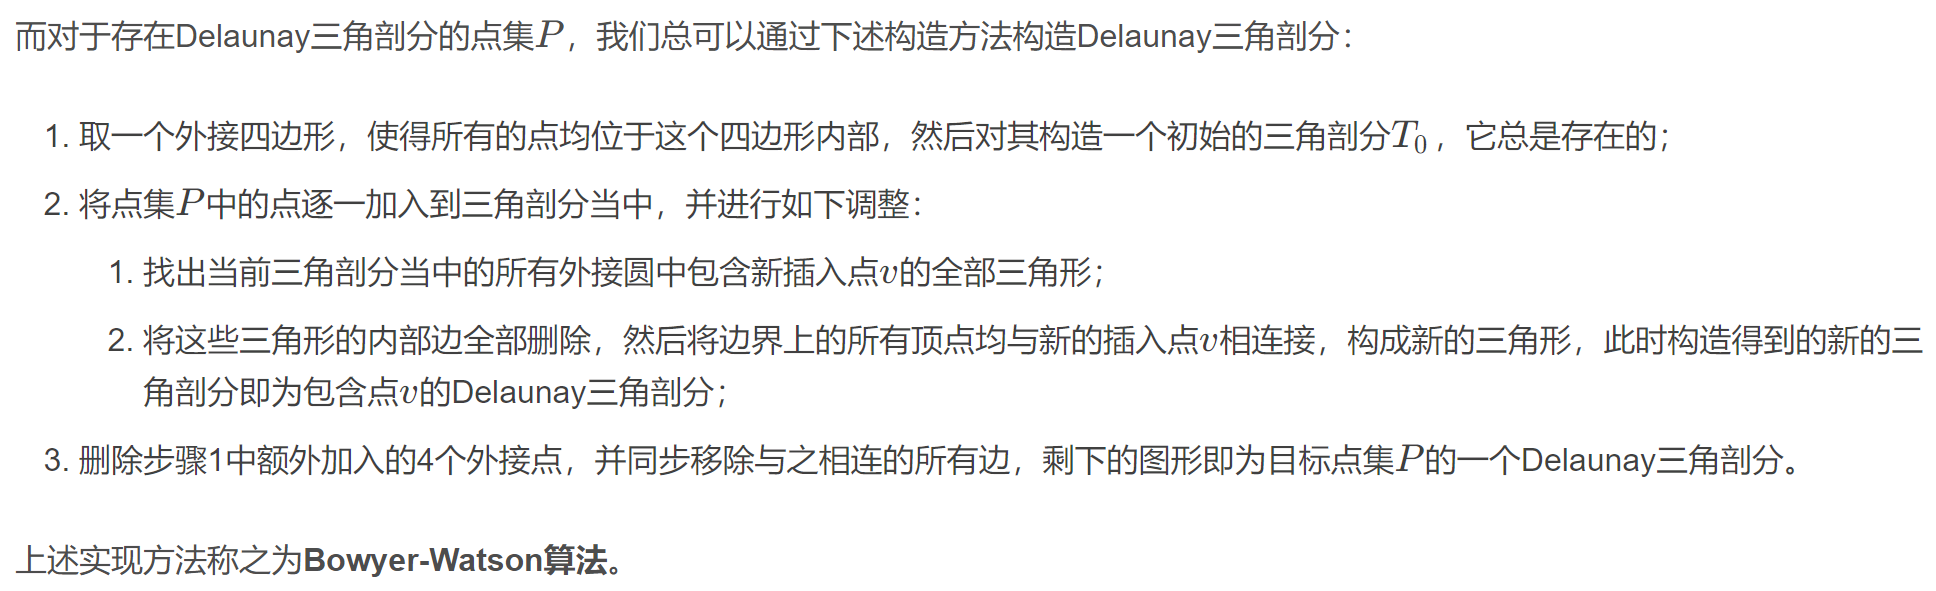 而对于存在Delaunay三角剖分的点集P，我们总可以通过下述构造方法构造Delaunay三角剖分：
1. 取一个外接四边形，使得所有的点均位于这个四边形内部，然后对其构造一个初始的三角剖分T₀，它总是存在的；
2. 将点集P中的点逐一加入到三角剖分当中，并进行如下调整：
1. 找出当前三角剖分当中的所有外接圆中包含新插入点v的全部三角形；
2. 将这些三角形的内部边全部删除，然后将边界上的所有顶点均与新的插入点v相连接，构成新的三角形，此时构造得到的新的三
角剖分即为包含点v的Delaunay三角剖分；
3. 删除步骤1中额外加入的4个外接点，并同步移除与之相连的所有边，剩下的图形即为目标点集P的一个Delaunay三角剖分。
上述实现方法称之为Bowyer-Watson算法。